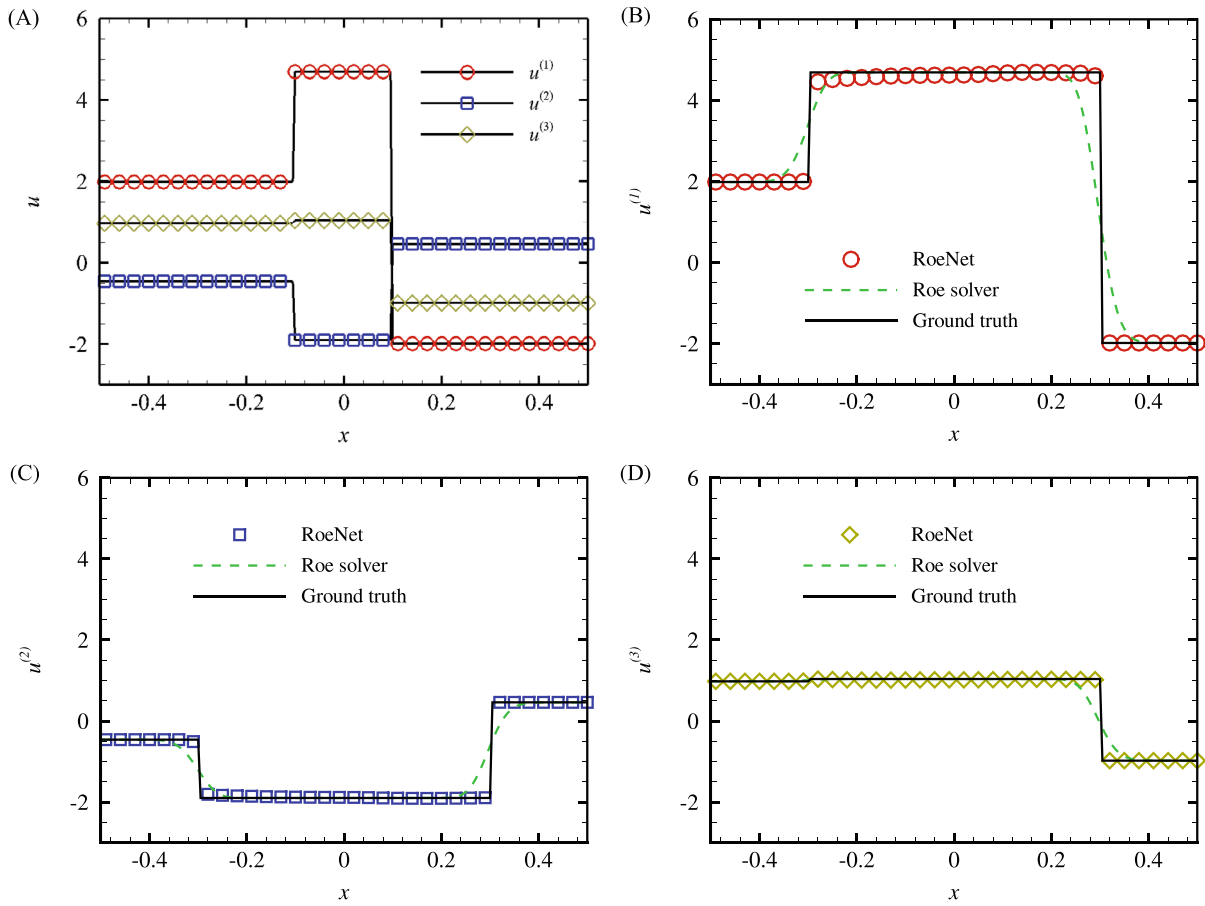 (A)
6
4
2
0
-2
u
u(1)
u(2)
u(3)
-0.4 -0.2 0 0.2 0.4
x
(B)
6
4
2
0
-2
u(1)
RoeNet
Roe solver
Ground truth
-0.4 -0.2 0 0.2 0.4
x
(C)
6
4
2
0
-2
u(2)
RoeNet
Roe solver
Ground truth
-0.4 -0.2 0 0.2 0.4
x
(D)
6
4
2
0
-2
u(3)
RoeNet
Roe solver
Ground truth
-0.4 -0.2 0 0.2 0.4
x